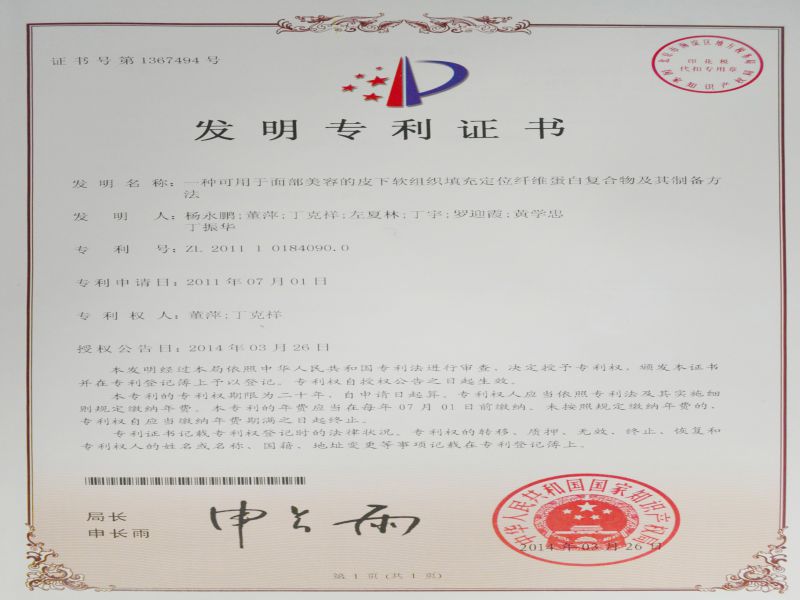 证书号第1367494号
印花税
代扣专用章
国家知识产权
发明专利证书
发明名称：一种可用于面部美容的皮下软组织填充定位纤维蛋白复合物及其制备方
法
发明人：杨永鹏;董萍;丁克祥;左夏林;丁宇;罗迎霞;黄学忠
丁振华
专利号：ZL 2011 1 0184090.0
专利申请日：2011年07月01日
专利权人：董萍;丁克祥
授权公告日：2014年03月26日
本发明经过本局依照中华人民共和国专利法进行审查，决定授予专利权，颁发本证书
并在专利登记簿上予以登记。专利权自授权公告之日起生效。
本专利的专利权期限为二十年，自申请日起算。专利权人应当依照专利法及其实施细
则规定缴纳年费。本专利的年费应当在每年07月01日前缴纳。未按照规定缴纳年费的，
专利权自应当缴纳年费期满之日起终止。
专利证书记载专利权登记时的法律状况。专利权的转移、质押、无效、终止、恢复和
专利权人的姓名或名称、国籍、地址变更等事项记载在专利登记簿上。
局长
申长雨
申长雨
中华人民共和国国家知识产权局
2014年03月26日
第1页(共1页)